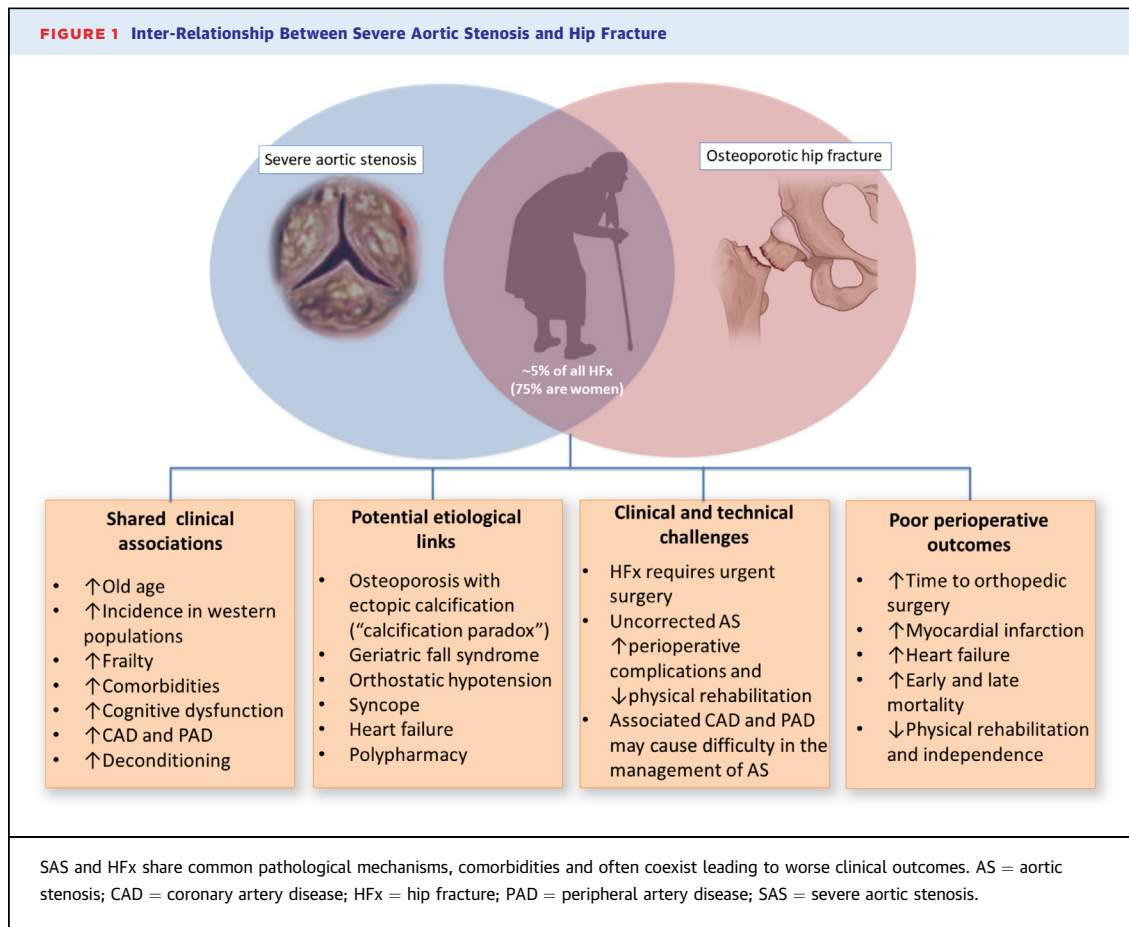 FIGURE 1 Inter-Relationship Between Severe Aortic Stenosis and Hip Fracture
Severe aortic stenosis
Osteoporotic hip fracture
~5% of all HFx
(75% are women)
Shared clinical
associations
• ↑Old age
• ↑Incidence in western
populations
• ↑Frailty
• ↑Comorbidities
• ↑Cognitive dysfunction
• ↑CAD and PAD
• ↑Deconditioning
Potential etiological
links
• Osteoporosis with
ectopic calcification
(“calcification paradox”)
• Geriatric fall syndrome
• Orthostatic hypotension
• Syncope
• Heart failure
• Polypharmacy
Clinical and technical
challenges
• HFx requires urgent
surgery
• Uncorrected AS
↑perioperative
complications and
↓physical rehabilitation
• Associated CAD and PAD
may cause difficulty in the
management of AS
Poor perioperative
outcomes
• ↑Time to orthopedic
surgery
• ↑Myocardial infarction
• ↑Heart failure
• ↑Early and late
mortality
• ↓Physical rehabilitation
and independence
SAS and HFx share common pathological mechanisms, comorbidities and often coexist leading to worse clinical outcomes. AS = aortic
stenosis; CAD = coronary artery disease; HFx = hip fracture; PAD = peripheral artery disease; SAS = severe aortic stenosis.